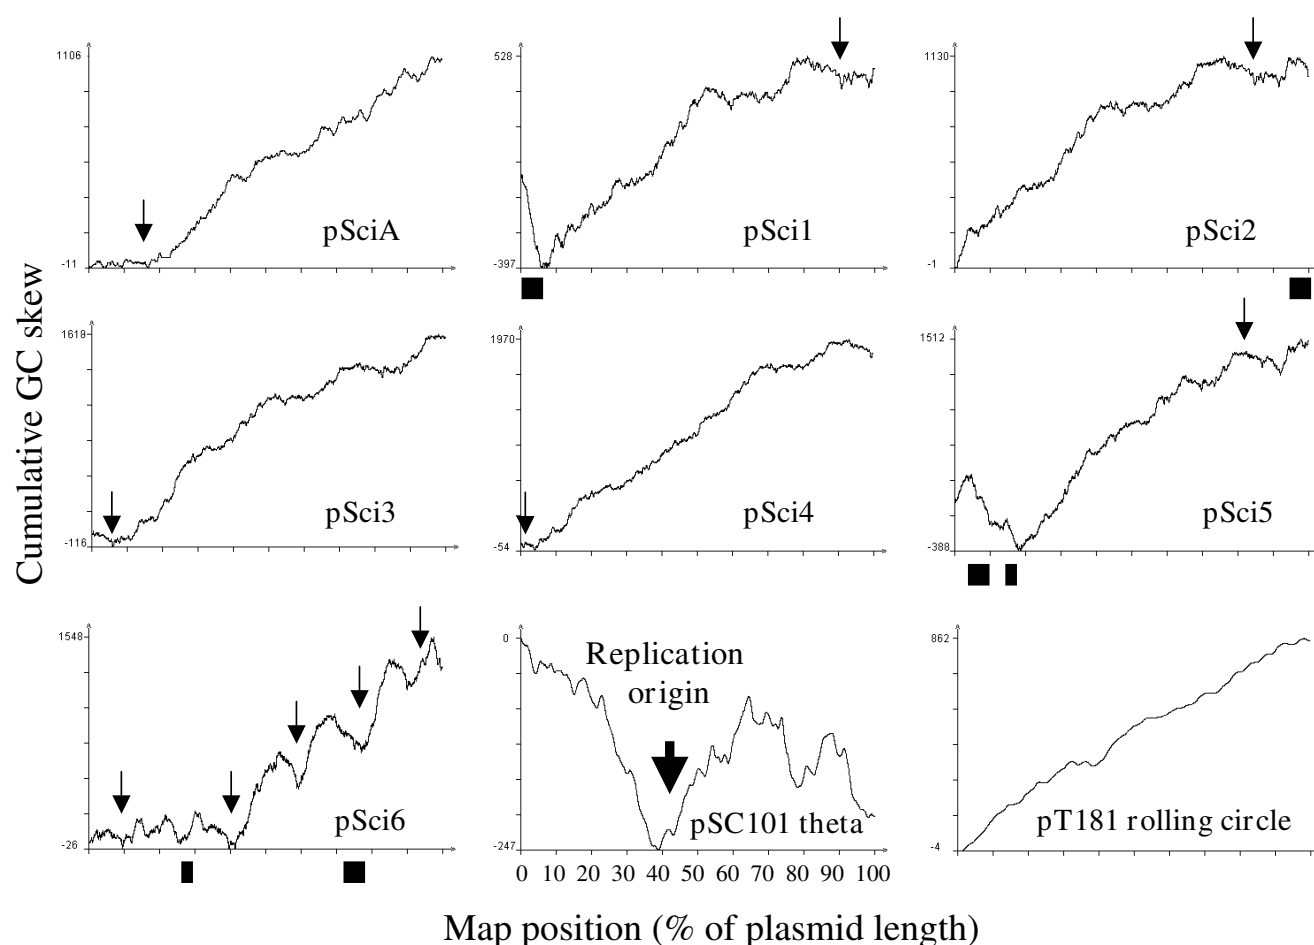 Cumulative GC skew
1106
-11
pSciA
528
-397
pSci1
1130
-1
pSci2
1618
-116
pSci3
1970
-54
pSci4
1512
-388
pSci5
1548
-26
pSci6
0
-247
Replication
origin
pSC101 theta
0 10 20 30 40 50 60 70 80 90 100
862
-4
pT181 rolling circle
Map position (% of plasmid length)